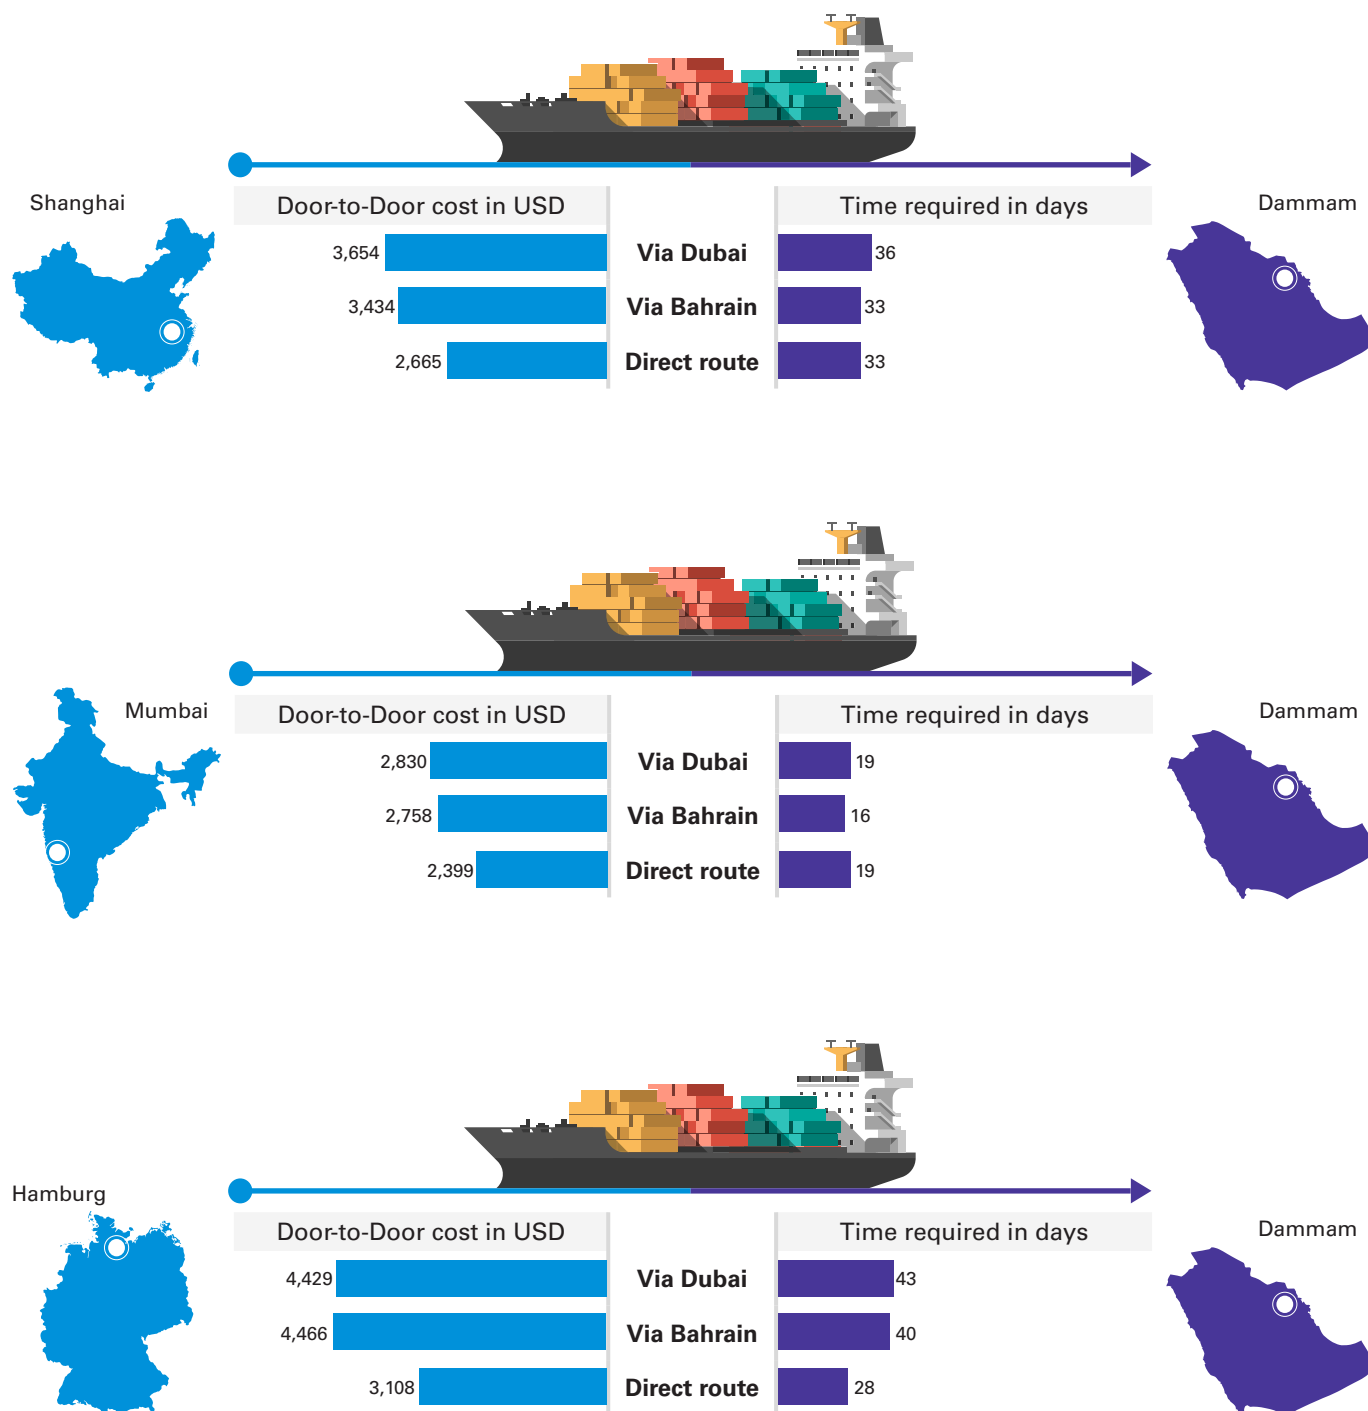 Shanghai
Dammam
Door-to-Door cost in USD
Time required in days
3,654 Via Dubai 36
3,434 Via Bahrain 33
2,665 Direct route 33
Mumbai
Dammam
Door-to-Door cost in USD
Time required in days
2,830 Via Dubai 19
2,758 Via Bahrain 16
2,399 Direct route 19
Hamburg
Dammam
Door-to-Door cost in USD
Time required in days
4,429 Via Dubai 43
4,466 Via Bahrain 40
3,108 Direct route 28